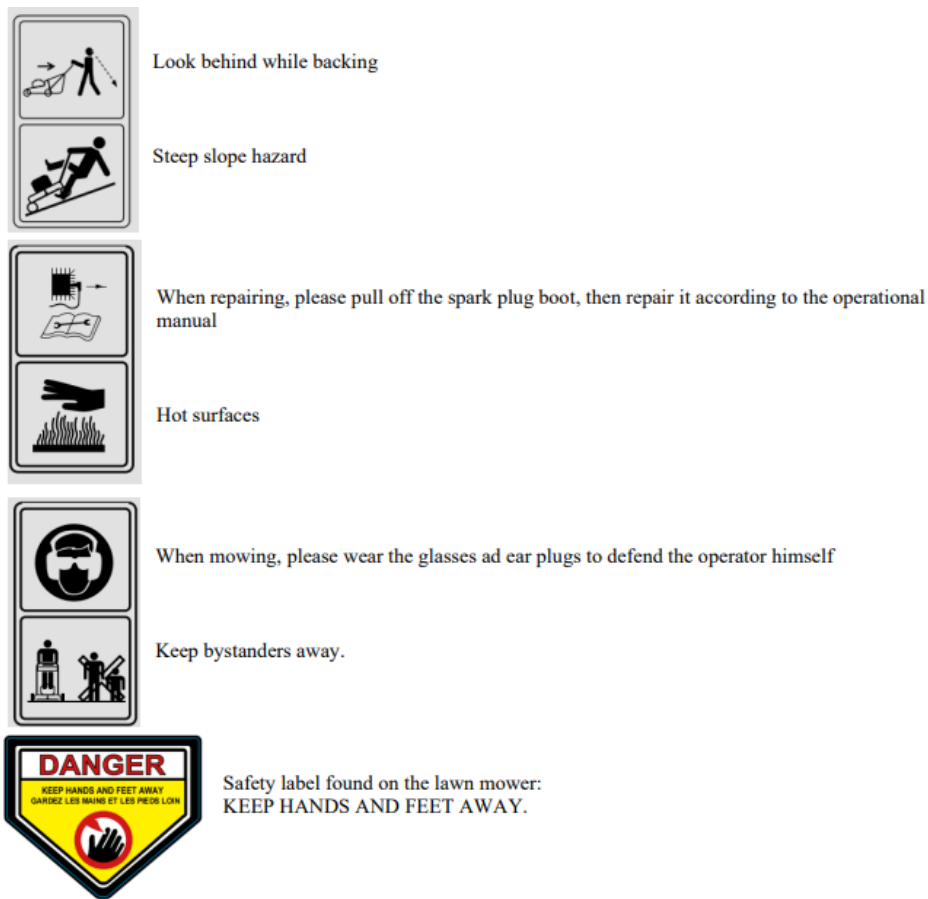 Look behind while backing
Steep slope hazard
When repairing, please pull off the spark plug boot, then repair it according to the operational
manual
Hot surfaces
When mowing, please wear the glasses ad ear plugs to defend the operator himself
Keep bystanders away.
DANGER
KEEP HANDS AND FEET AWAY
GARDEZ LES MAINS ET LES PIEDS LOIN
Safety label found on the lawn mower:
KEEP HANDS AND FEET AWAY.